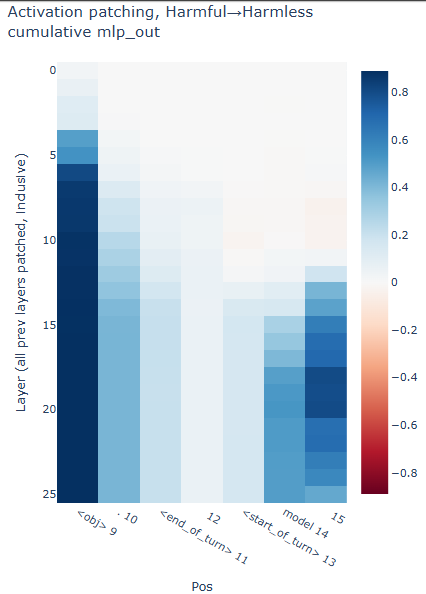 Activation patching, Harmful→Harmless
cumulative mlp_out
Layer (all prev layers patched, Inclusive)
0
5
10
15
20
25
<obj> 9
. 10
<end_of_turn> 11
12
<start_of_turn> 13
model 14
15
Pos
0.8
0.6
0.4
0.2
0
−0.2
−0.4
−0.6
−0.8